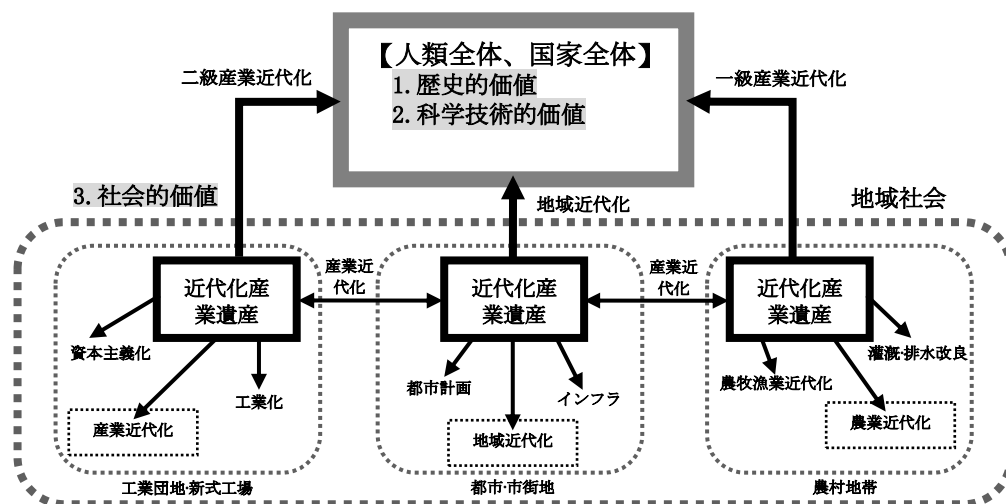 【人類全体、国家全体】
1.歴史的価値
2.科学技術的価値
二級産業近代化
一級産業近代化
3.社会的価値
地域近代化
地域社会
近代化産
業遺産
産業近
代化
近代化産
業遺産
産業近
代化
近代化産
業遺産
資本主義化
工業化
産業近代化
都市計画
インフラ
地域近代化
灌漑・排水改良
農牧漁業近代化
農業近代化
工業団地・新式工場
都市・市街地
農村地帯